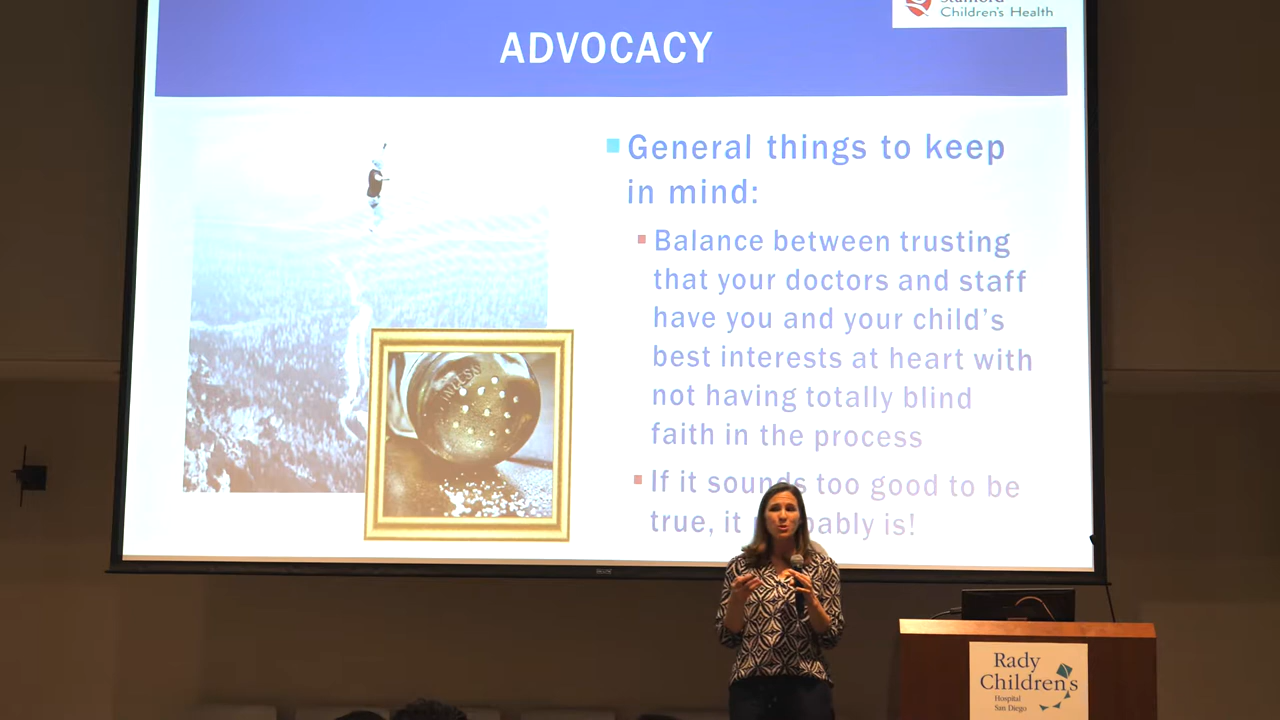 Children's Health
ADVOCACY
General things to keep
in mind:
Balance between trusting
that your doctors and staff
have you and your child's
best interests at heart with
not having totally blind
faith in the process
If it sounds too good to be
true, it probably is!
Rady
Children's
Hospital
San Diego